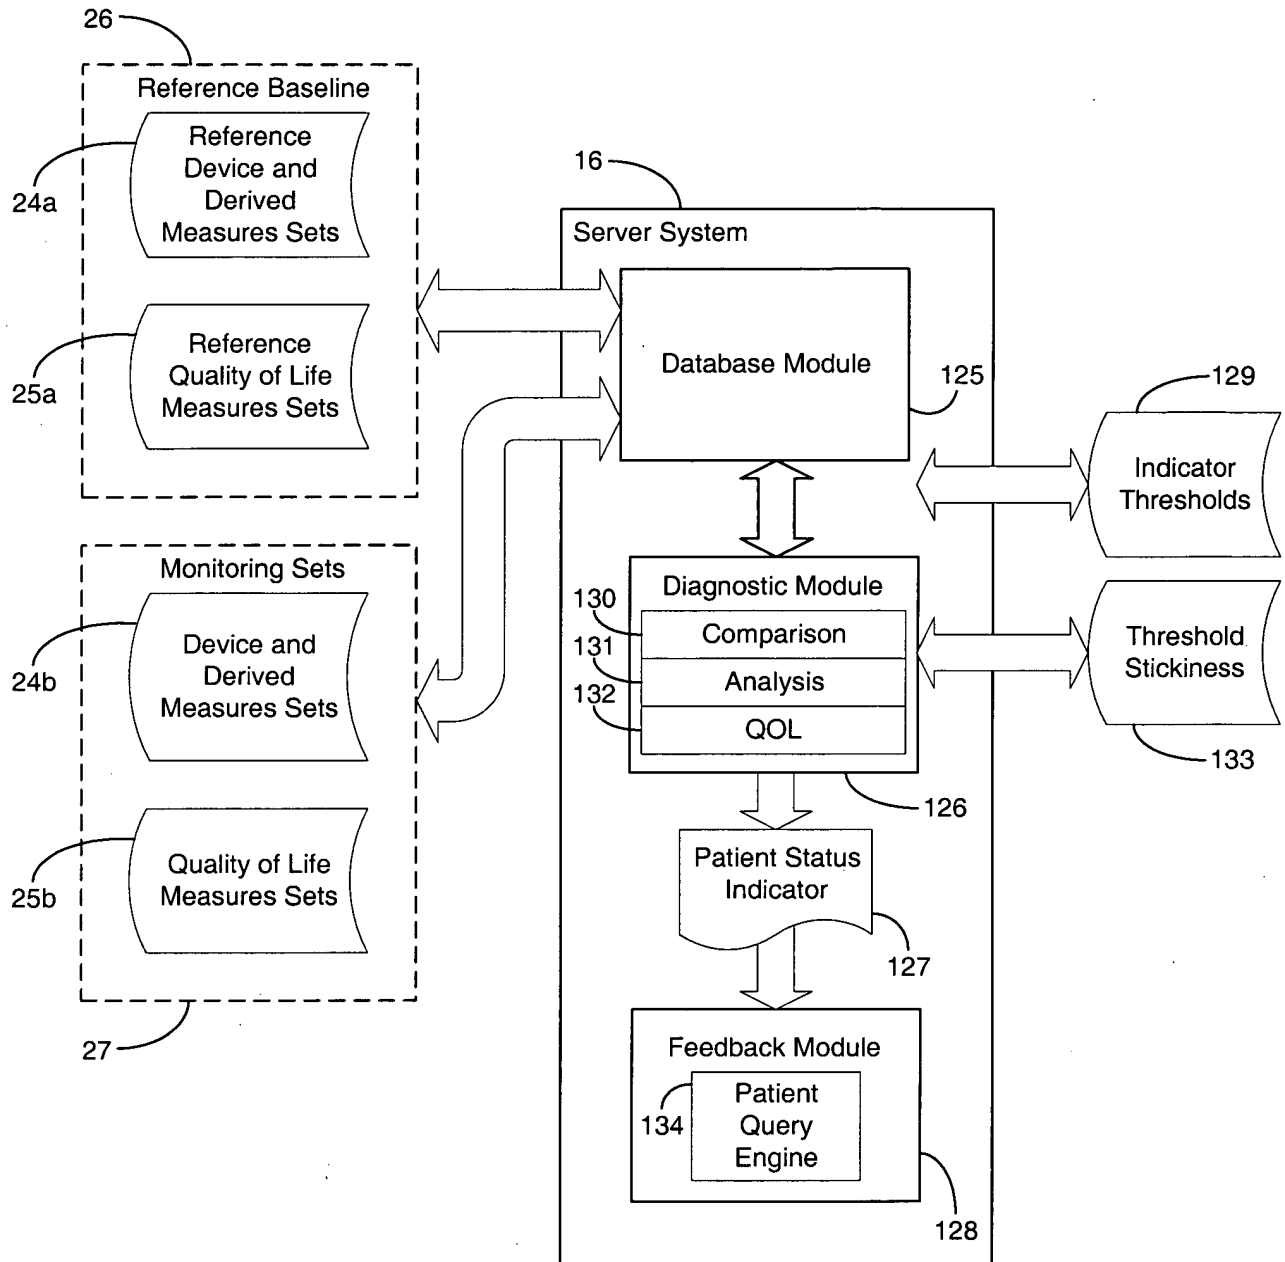 26
Reference Baseline
Reference
Device and
Derived
Measures Sets
24a
Reference
Quality of Life
Measures Sets
25a
Monitoring Sets
Device and
Derived
Measures Sets
24b
Quality of Life
Measures Sets
25b
27
16
Server System
Database Module
125
129
Indicator
Thresholds
Diagnostic Module
130
Comparison
131
Analysis
132
QOL
126
Threshold
Stickiness
133
Patient Status
Indicator
127
Feedback Module
134
Patient
Query
Engine
128